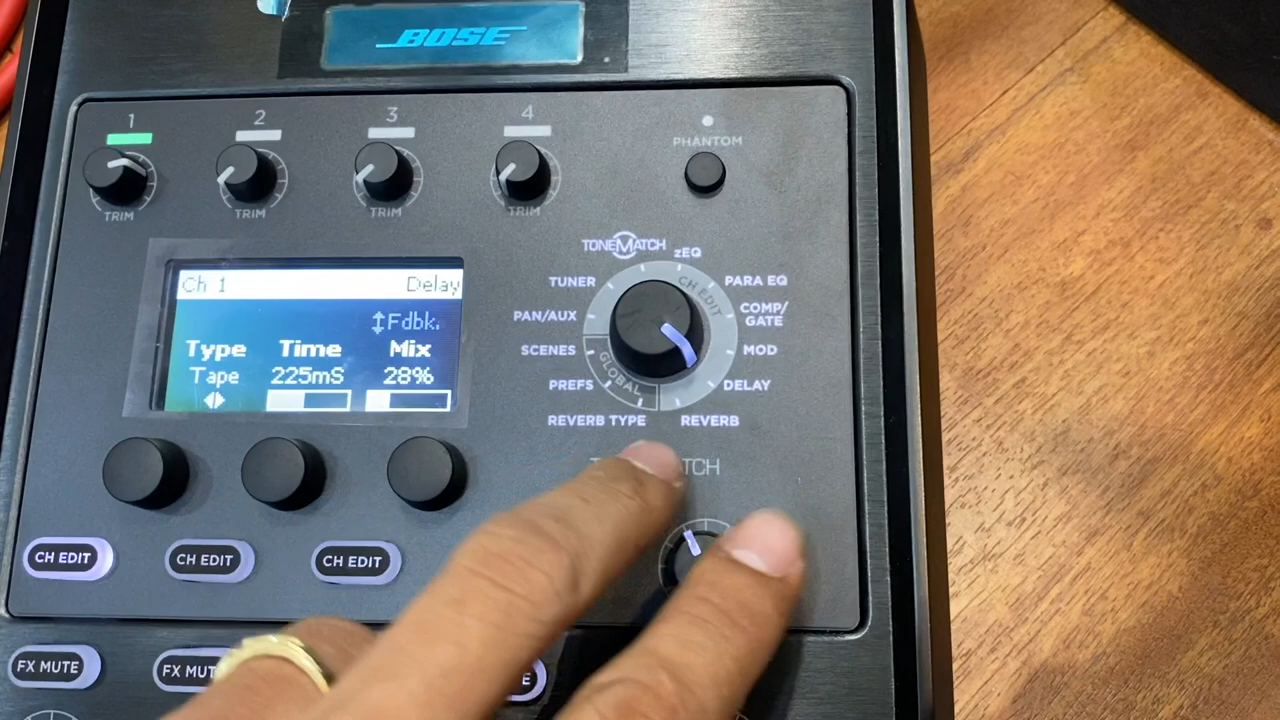 BOSE
1 2 3 4
PHANTOM
TRIM TRIM TRIM TRIM
TONEMATCH
zEQ
TUNER
PARA EQ
CH EDIT
PAN/AUX
COMP/
GATE
SCENES
MOD
GLOBAL
PREFS
DELAY
REVERB TYPE
REVERB
Ch 1 Delay
↕Fdbk.
Type Time Mix
Tape 225mS 28%
CH EDIT CH EDIT CH EDIT
FX MUTE